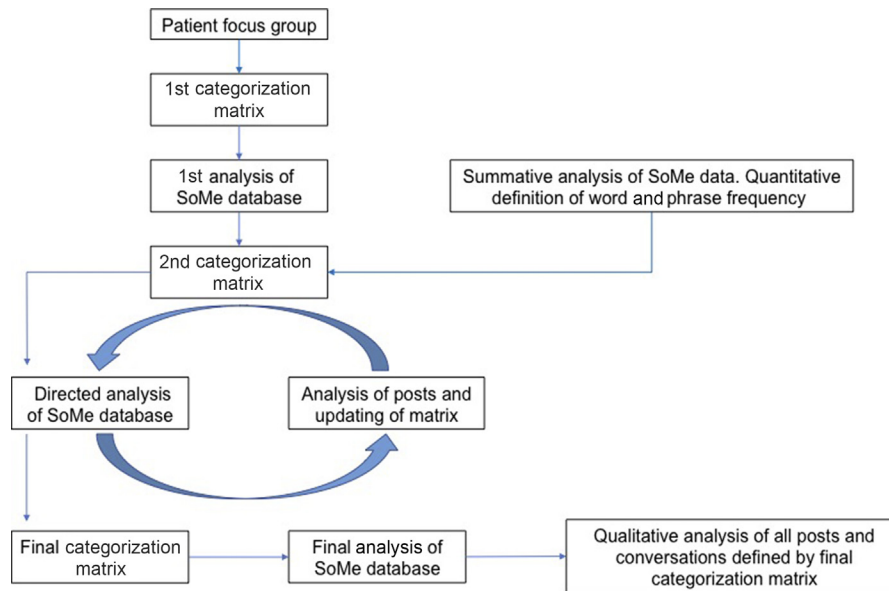 Patient focus group
1st categorization
matrix
1st analysis of
SoMe database
Summative analysis of SoMe data. Quantitative
definition of word and phrase frequency
2nd categorization
matrix
Directed analysis
of SoMe database
Analysis of posts and
updating of matrix
Final categorization
matrix
Final analysis of
SoMe database
Qualitative analysis of all posts and
conversations defined by final
categorization matrix